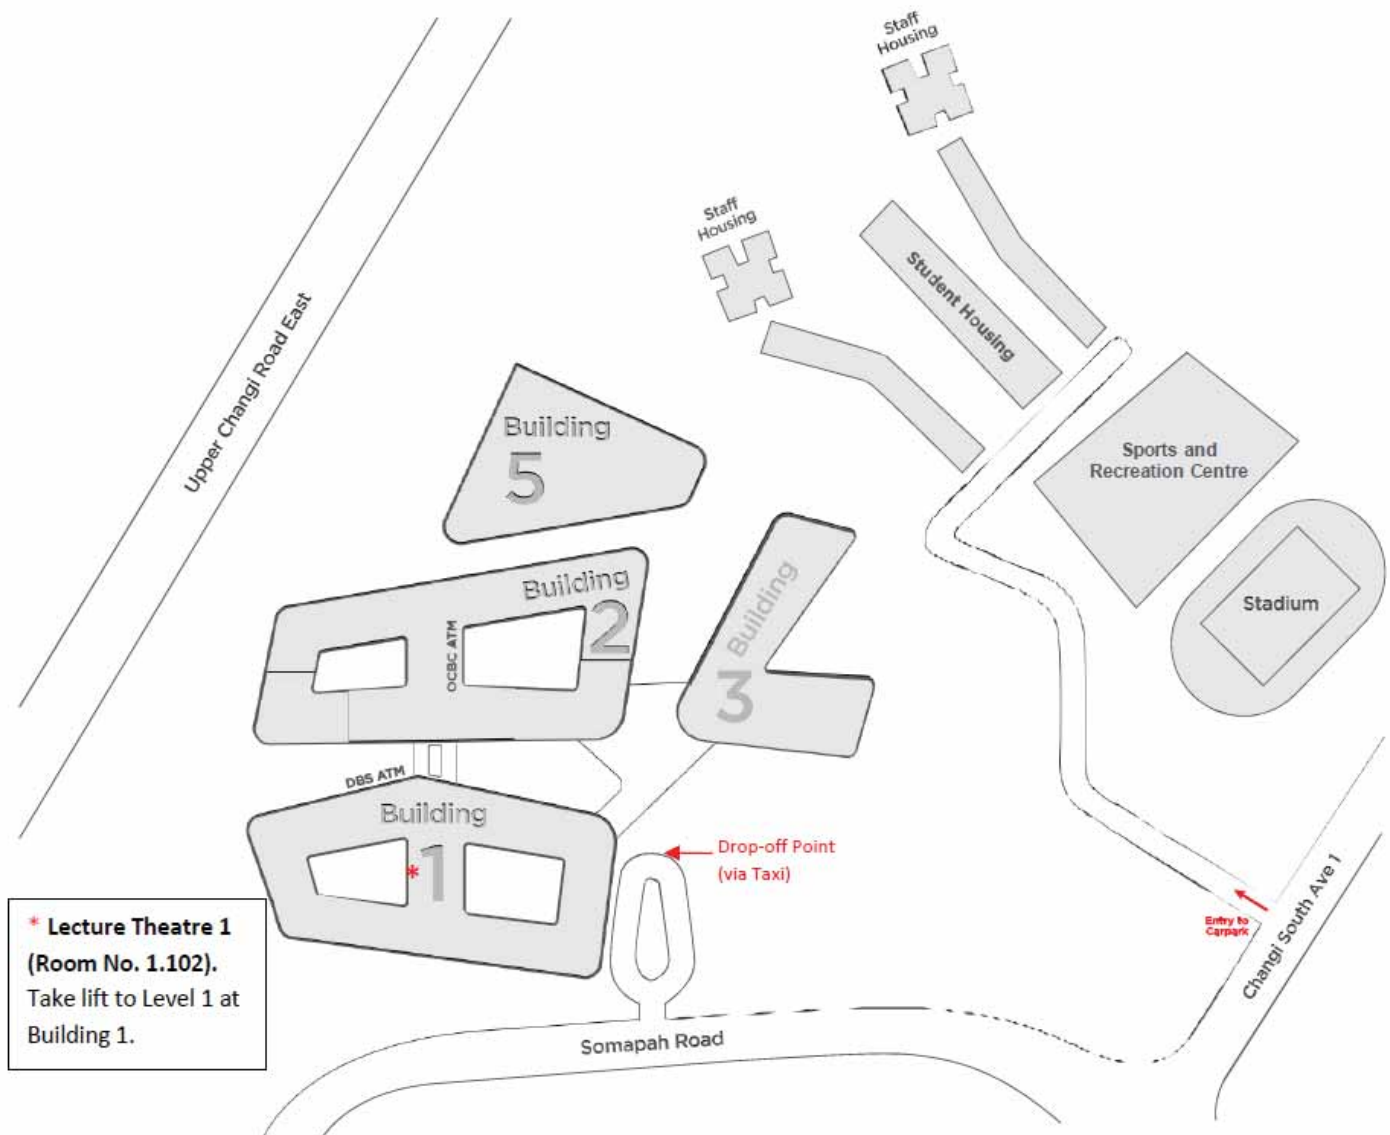 Staff
Housing
Staff
Housing
Student Housing
Upper Changi Road East
Building
5
Sports and
Recreation Centre
Building
2
OCBC ATM
Building
3
Stadium
DBS ATM
Building
*1
Drop-off Point
(via Taxi)
Entry to
Carpark
Changi South Ave 1
* Lecture Theatre 1
(Room No. 1.102).
Take lift to Level 1 at
Building 1.
Somapah Road